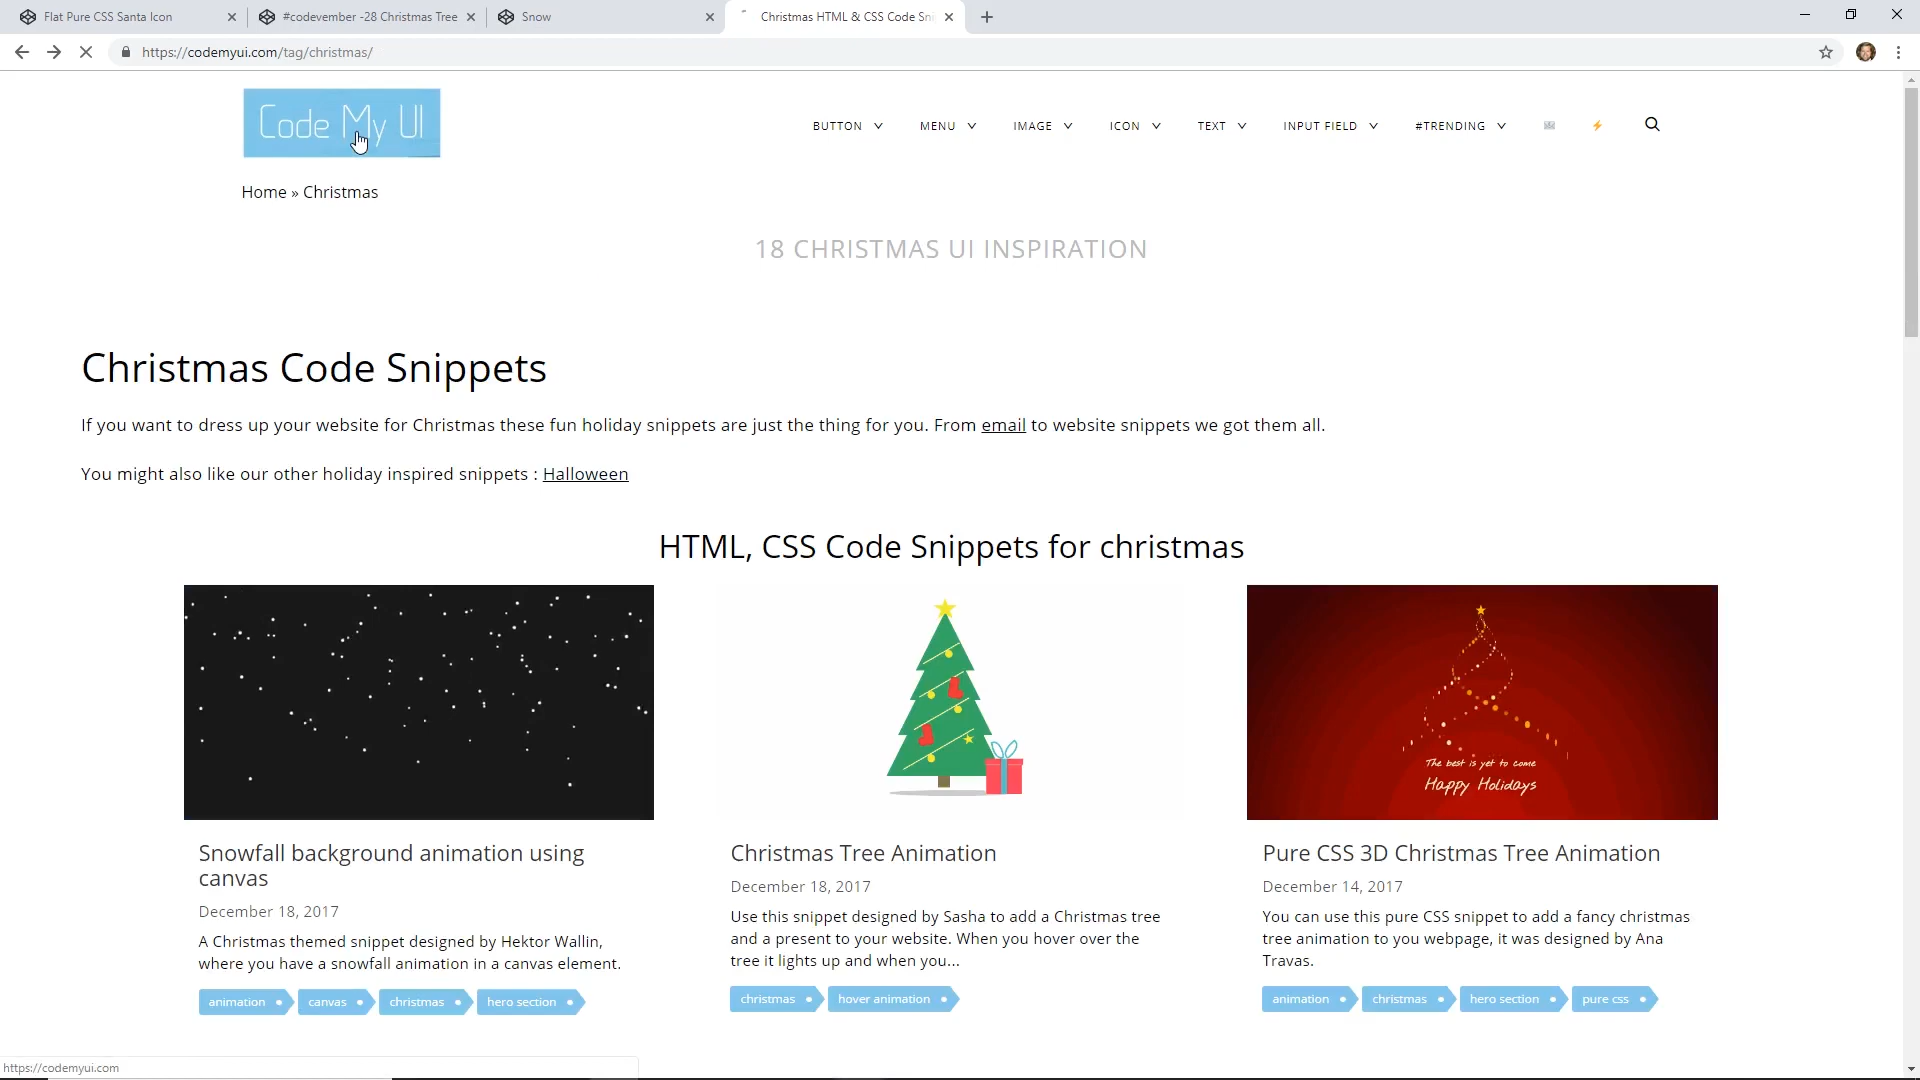 Flat Pure CSS Santa Icon
#codevember -28 Christmas Tree
Snow
Christmas HTML & CSS Code Sni
https://codemyui.com/tag/christmas/
Code My UI
BUTTON MENU IMAGE ICON TEXT INPUT FIELD #TRENDING
Home » Christmas
18 CHRISTMAS UI INSPIRATION
Christmas Code Snippets
If you want to dress up your website for Christmas these fun holiday snippets are just the thing for you. From email to website snippets we got them all.
You might also like our other holiday inspired snippets : Halloween
HTML, CSS Code Snippets for christmas
The best is yet to come
Happy Holidays
Snowfall background animation using
canvas
December 18, 2017
A Christmas themed snippet designed by Hektor Wallin,
where you have a snowfall animation in a canvas element.
animation canvas christmas hero section
Christmas Tree Animation
December 18, 2017
Use this snippet designed by Sasha to add a Christmas tree
and a present to your website. When you hover over the
tree it lights up and when you...
christmas hover animation
Pure CSS 3D Christmas Tree Animation
December 14, 2017
You can use this pure CSS snippet to add a fancy christmas
tree animation to you webpage, it was designed by Ana
Travas.
animation christmas hero section pure css
https://codemyui.com